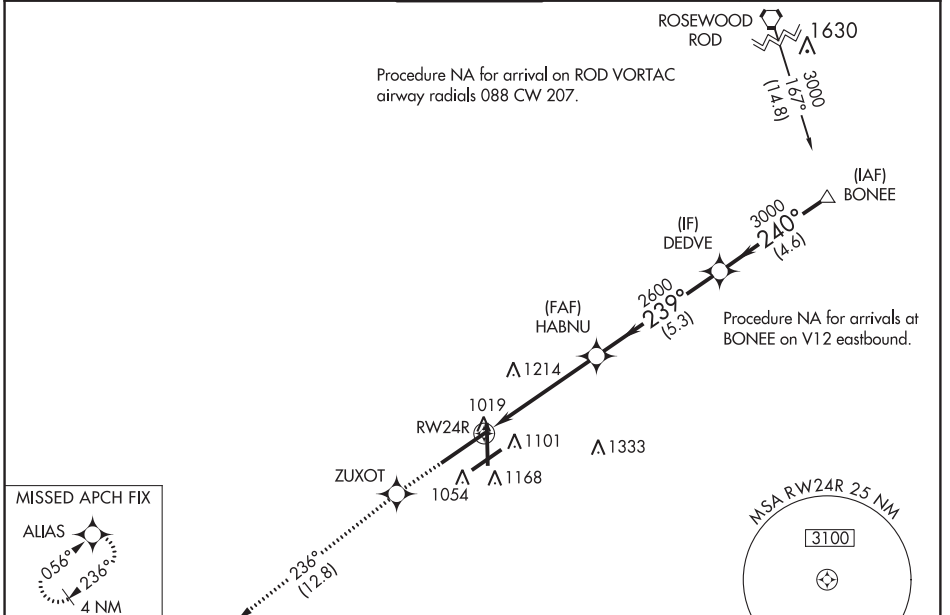 ROSEWOOD
ROD
1630
Procedure NA for arrival on ROD VORTAC
airway radials 088 CW 207.
3000
167°
(14.8)
(IAF)
BONEE
3000
240°
(4.6)
(IF)
DEDVE
2600
239°
(5.3)
Procedure NA for arrivals at
BONEE on V12 eastbound.
(FAF)
HABNU
1214
1019
RW24R
1101
1333
1168
1054
ZUXOT
236°
(12.8)
MISSED APCH FIX
ALIAS
056°
236°
4 NM
MSA RW24R 25 NM
3100